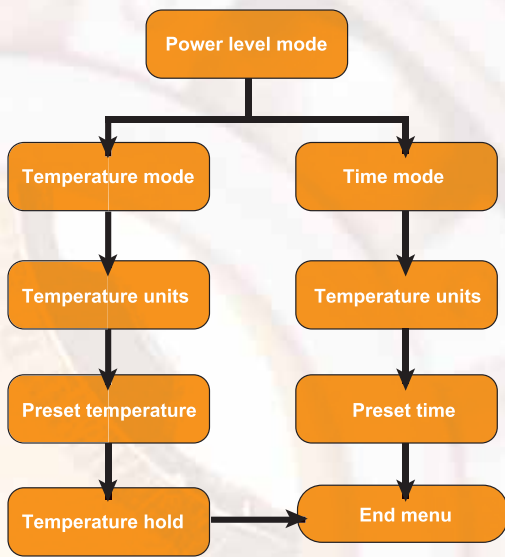 Power level mode
Temperature mode
Time mode
Temperature units
Temperature units
Preset temperature
Preset time
Temperature hold
End menu